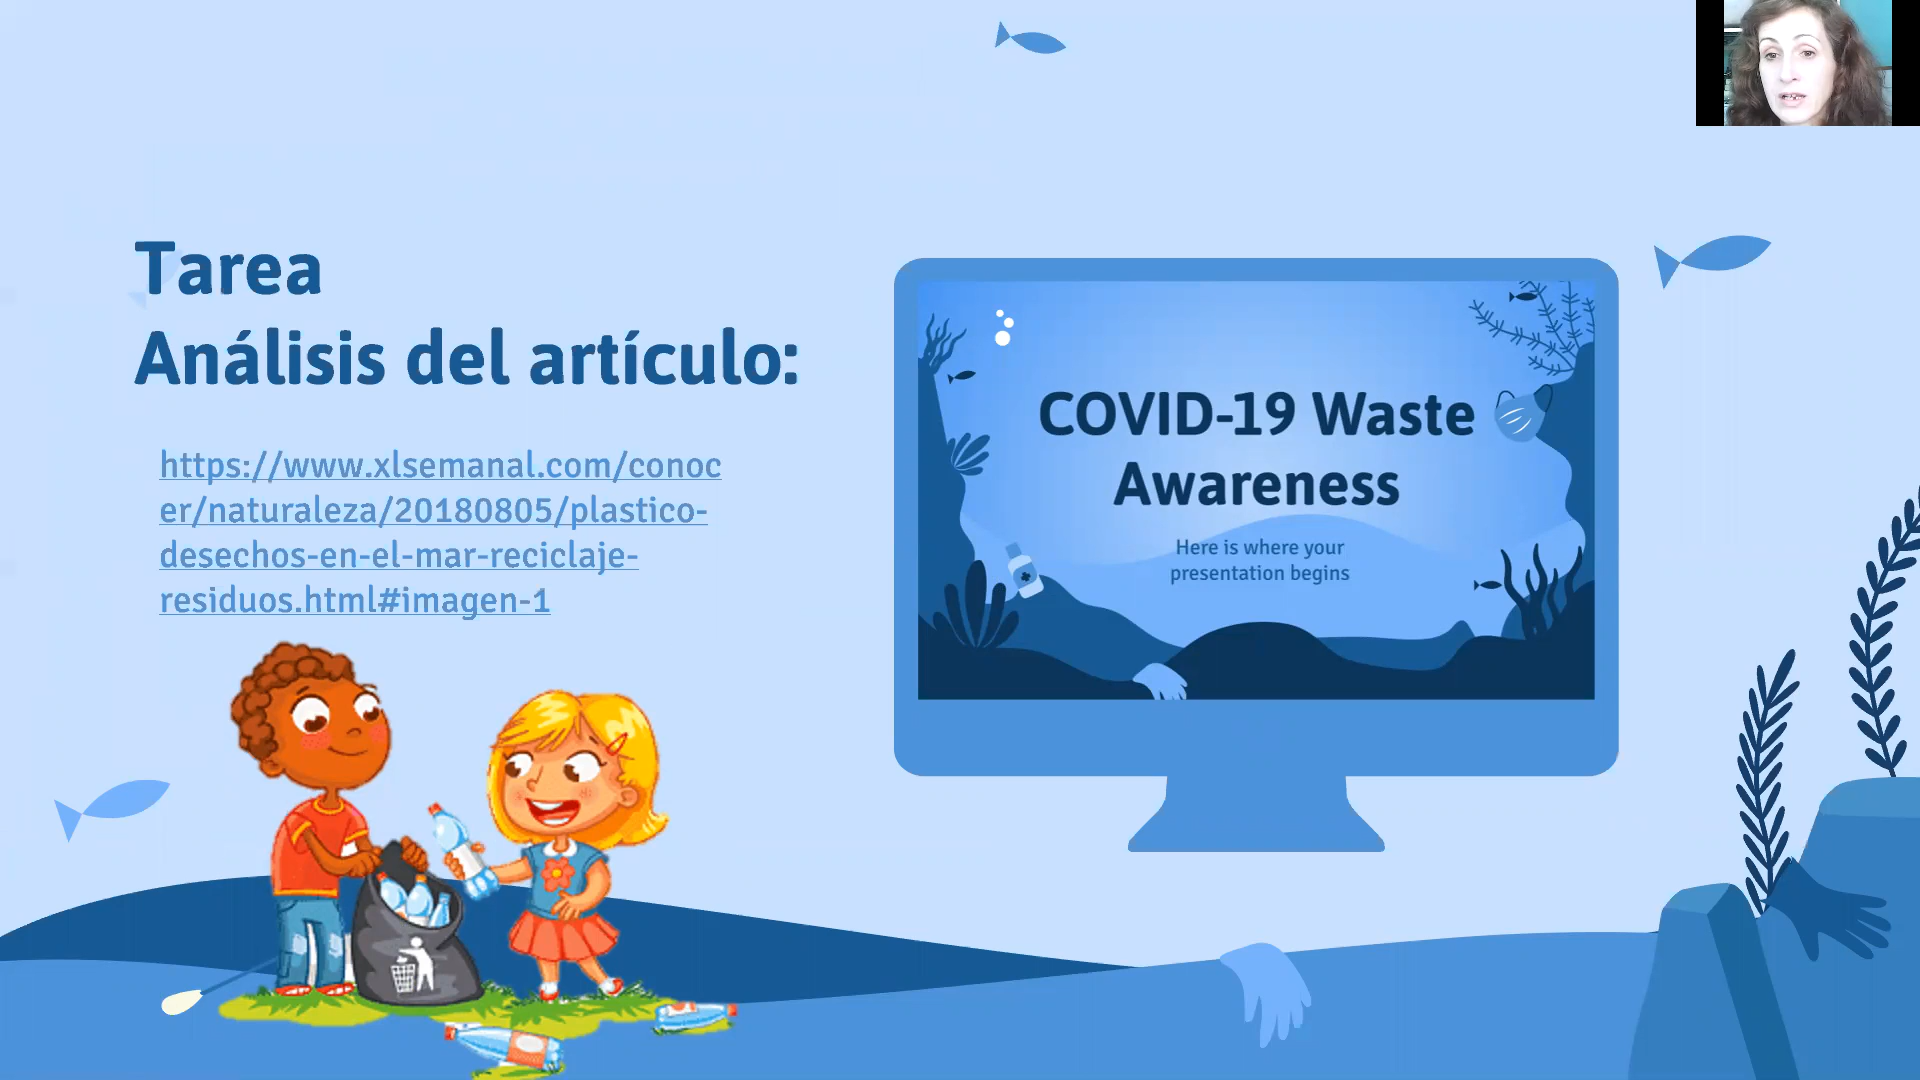 Tarea
Análisis del artículo:
https://www.xlsemanal.com/conoc
er/naturaleza/20180805/plastico-
desechos-en-el-mar-reciclaje-
residuos.html#imagen-1
COVID-19 Waste
Awareness
Here is where your
presentation begins